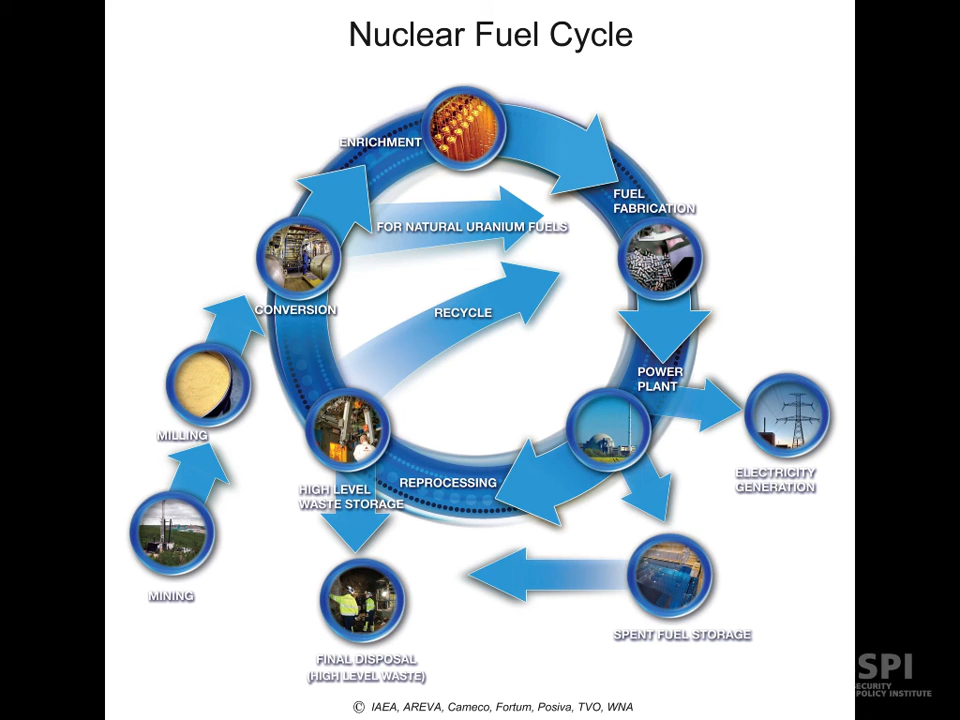 Nuclear Fuel Cycle
ENRICHMENT
FUEL
FABRICATION
FOR NATURAL URANIUM FUELS
CONVERSION
RECYCLE
POWER
PLANT
MILLING
ELECTRICITY
GENERATION
REPROCESSING
HIGH LEVEL
WASTE STORAGE
MINING
SPENT FUEL STORAGE
FINAL DISPOSAL
(HIGH LEVEL WASTE)
© IAEA, AREVA, Cameco, Fortum, Posiva, TVO, WNA
SPI
ECURITY
POLICY INSTITUTE